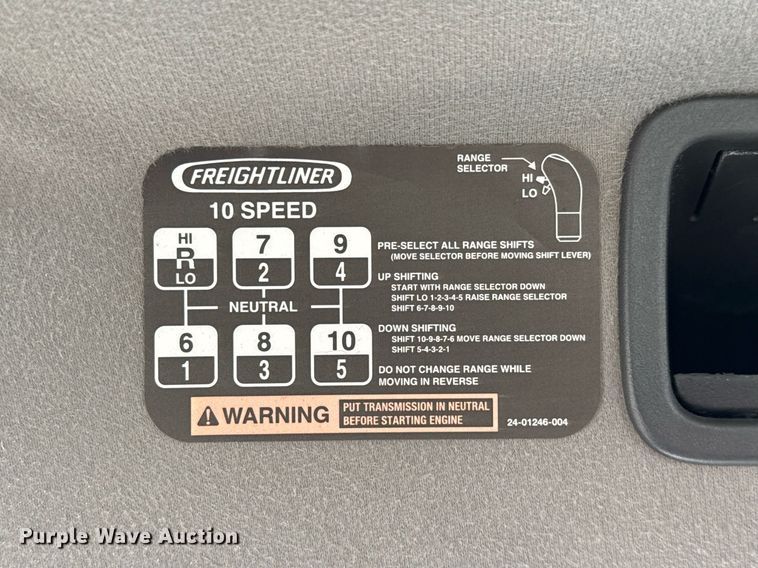 FREIGHTLINER
10 SPEED
RANGE
SELECTOR
HI
LO
HI
R
LO
7
2
9
4
NEUTRAL
6
1
8
3
10
5
PRE-SELECT ALL RANGE SHIFTS
(MOVE SELECTOR BEFORE MOVING SHIFT LEVER)
UP SHIFTING
START WITH RANGE SELECTOR DOWN
SHIFT LO 1-2-3-4-5 RAISE RANGE SELECTOR
SHIFT 6-7-8-9-10
DOWN SHIFTING
SHIFT 10-9-8-7-6 MOVE RANGE SELECTOR DOWN
SHIFT 5-4-3-2-1
DO NOT CHANGE RANGE WHILE
MOVING IN REVERSE
WARNING
PUT TRANSMISSION IN NEUTRAL
BEFORE STARTING ENGINE
24-01246-004
Purple Wave Auction